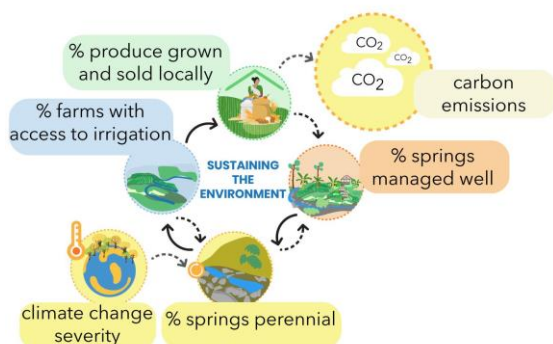 % produce grown
and sold locally
CO₂
CO₂
CO₂
carbon
emissions
% farms with
access to irrigation
SUSTAINING
THE
ENVIRONMENT
% springs
managed well
climate change
severity
% springs perennial